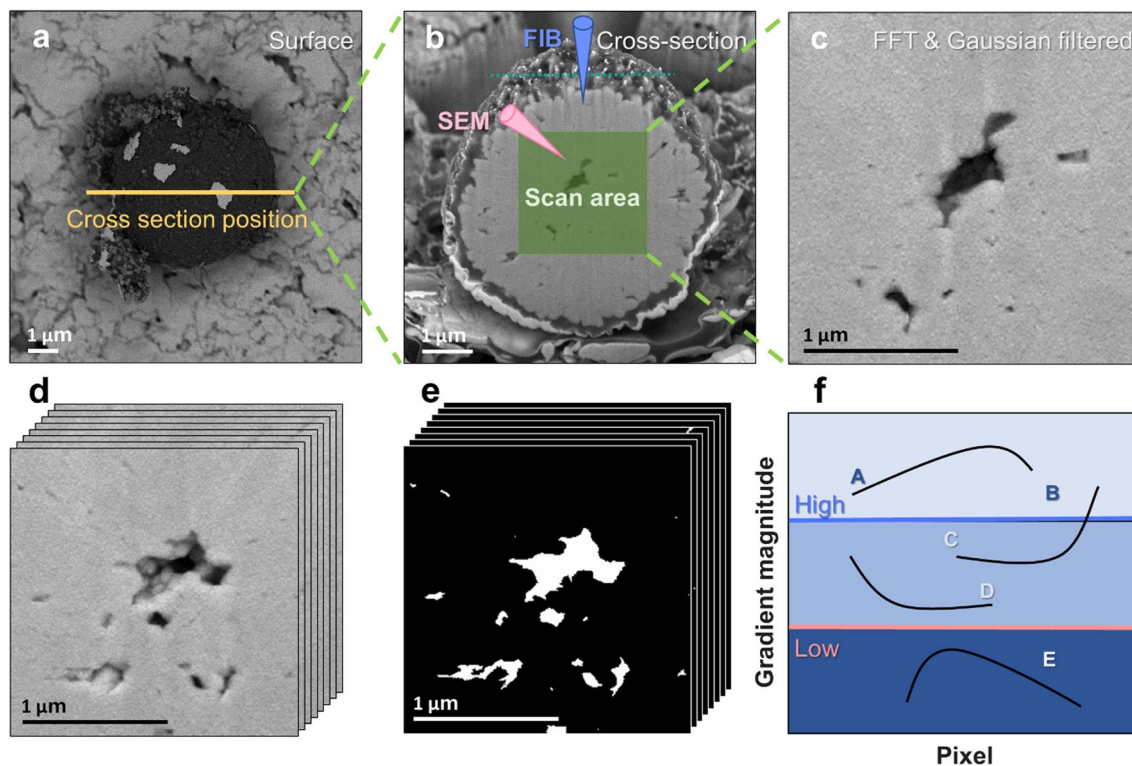 a
Surface
Cross section position
1 µm
b
FIB
Cross-section
SEM
Scan area
1 µm
c
FFT & Gaussian filtered
1 µm
d
1 µm
e
1 µm
f
Gradient magnitude
A
B
High
C
D
Low
E
Pixel